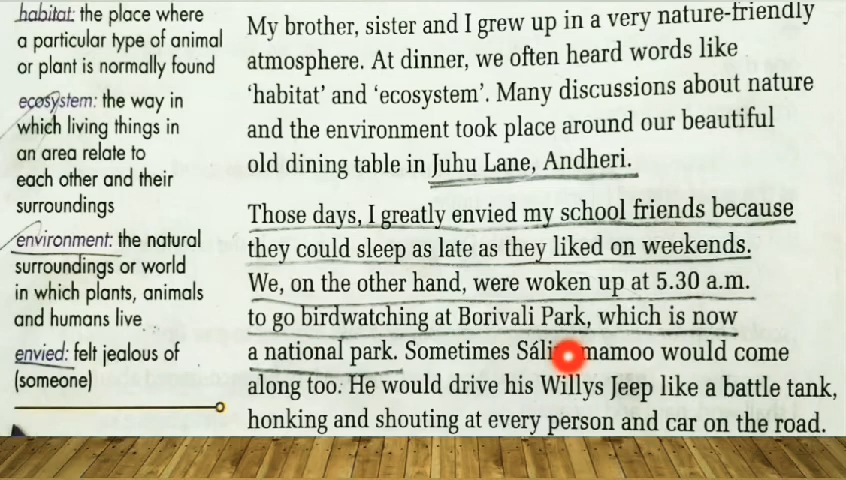 habitat: the place where
a particular type of animal
or plant is normally found
ecosystem: the way in
which living things in
an area relate to
each other and their
surroundings
environment: the natural
surroundings or world
in which plants, animals
and humans live
envied: felt jealous of
(someone)
My brother, sister and I grew up in a very nature-friendly
atmosphere. At dinner, we often heard words like
‘habitat’ and ‘ecosystem’. Many discussions about nature
and the environment took place around our beautiful
old dining table in Juhu Lane, Andheri.
Those days, I greatly envied my school friends because
they could sleep as late as they liked on weekends.
We, on the other hand, were woken up at 5.30 a.m.
to go birdwatching at Borivali Park, which is now
a national park. Sometimes mamoo would come
along too. He would drive his Willys Jeep like a battle tank,
honking and shouting at every person and car on the road.